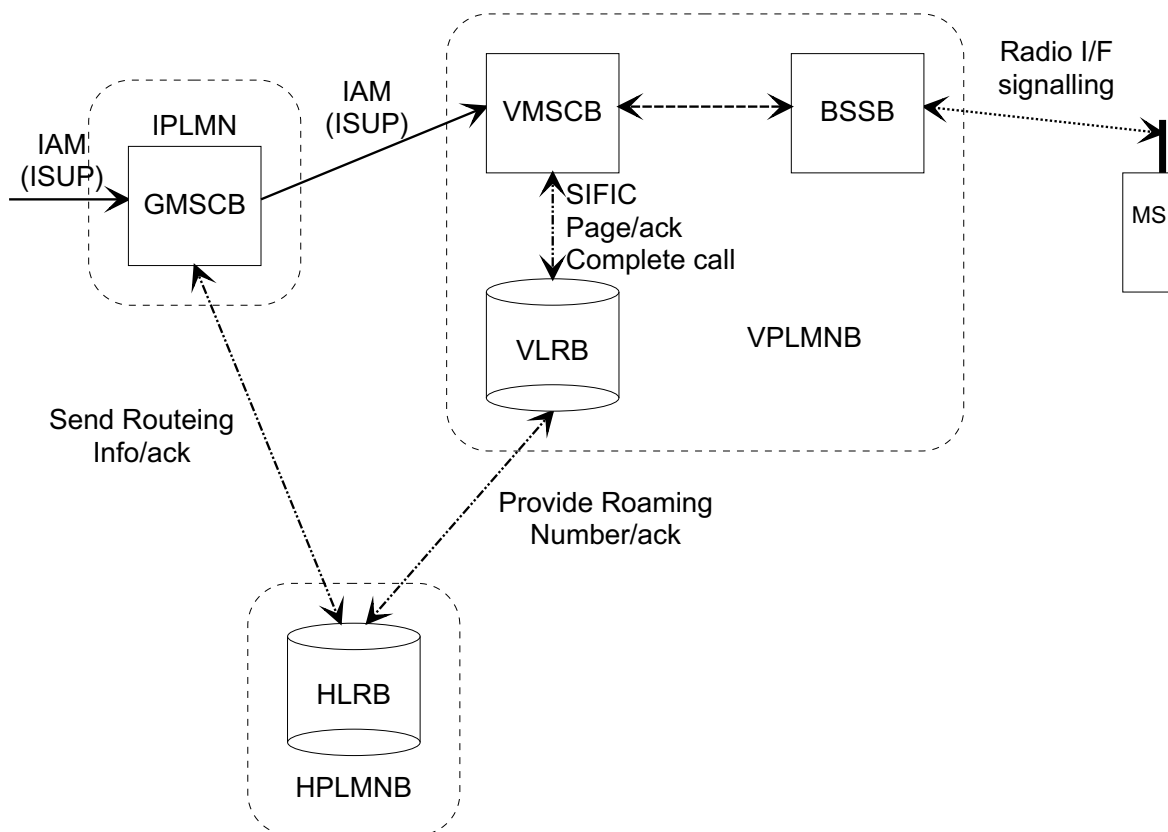 Radio I/F
signalling
IAM
(ISUP)
IPLMN
VMSCB
BSSB
IAM
(ISUP)
GMSCB
MS
SIFIC
Page/ack
Complete call
VLRB
VPLMNB
Send Routeing
Info/ack
Provide Roaming
Number/ack
HLRB
HPLMNB